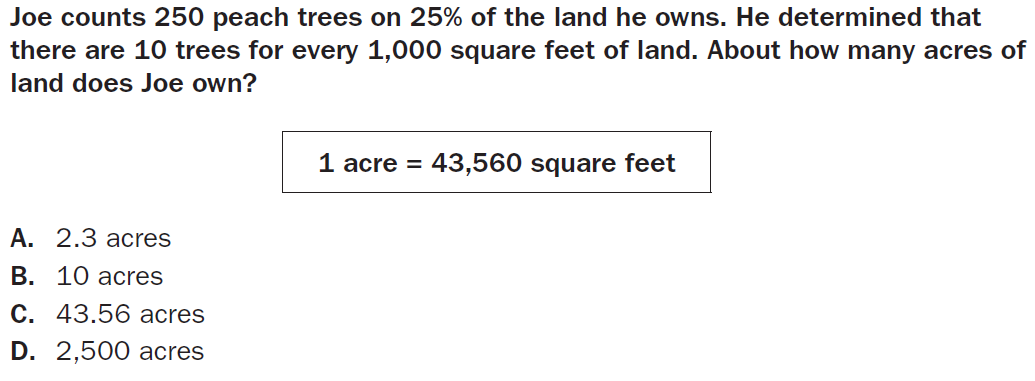 Joe counts 250 peach trees on 25% of the land he owns. He determined that
there are 10 trees for every 1,000 square feet of land. About how many acres of
land does Joe own?
1 acre = 43,560 square feet
A. 2.3 acres
B. 10 acres
C. 43.56 acres
D. 2,500 acres